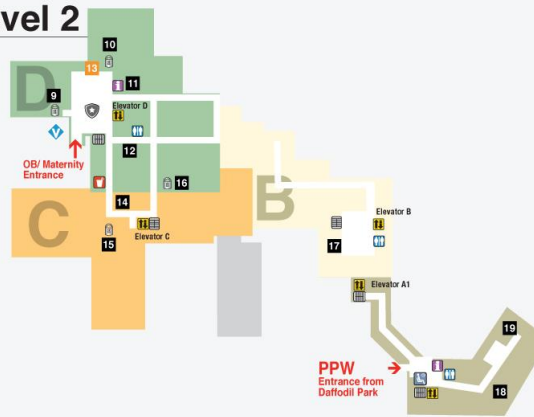 vel 2
10
13
11
D
9
Elevator D
OB/ Maternity
Entrance
12
16
14
B
C
Elevator C
15
Elevator B
17
Elevator A1
19
PPW
Entrance from
Daffodil Park
18